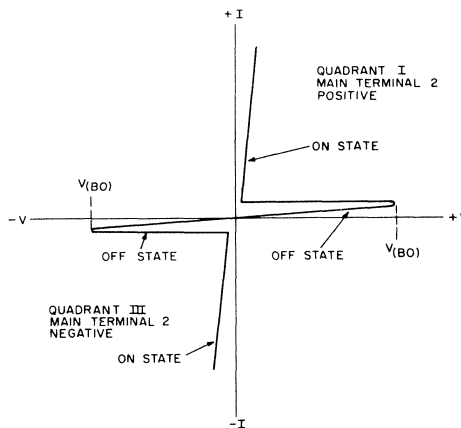 +I
QUADRANT I
MAIN TERMINAL 2
POSITIVE
ON STATE
V(BO)
-V
+
OFF STATE
OFF STATE
V(BO)
QUADRANT III
MAIN TERMINAL 2
NEGATIVE
ON STATE
-I